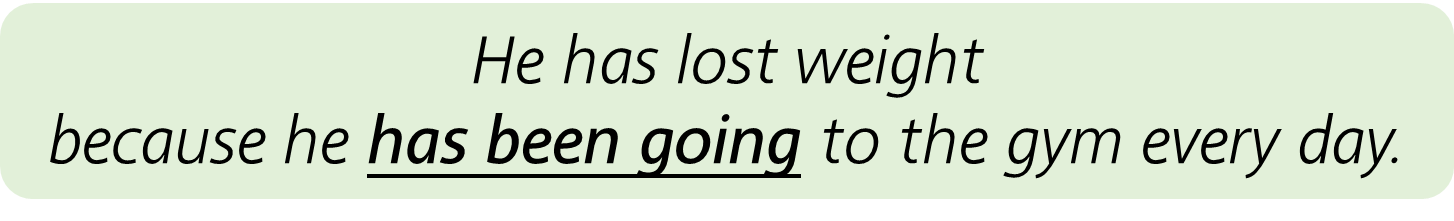 He has lost weight
because he has been going to the gym every day.